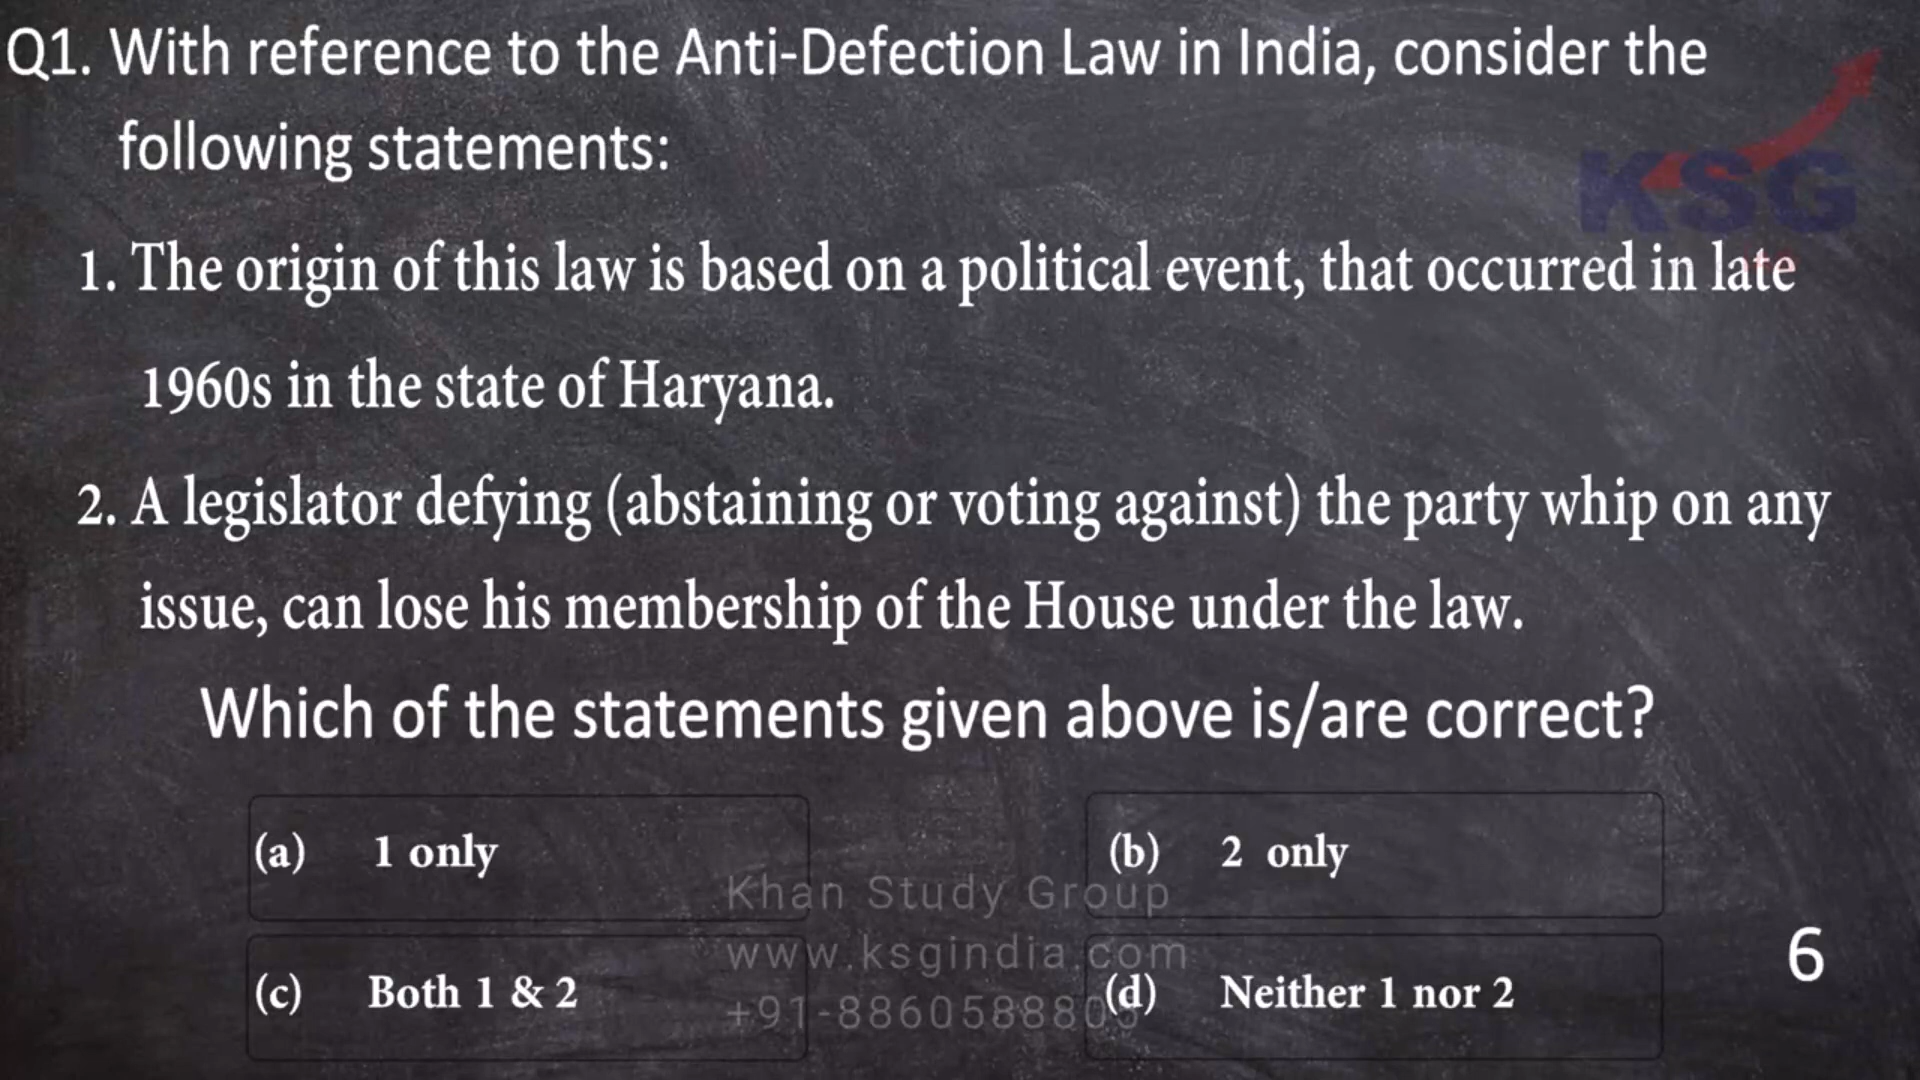 Q1. With reference to the Anti-Defection Law in India, consider the
following statements:
KSG
1. The origin of this law is based on a political event, that occurred in late
1960s in the state of Haryana.
2. A legislator defying (abstaining or voting against) the party whip on any
issue, can lose his membership of the House under the law.
Which of the statements given above is/are correct?
(a) 1 only
(b) 2 only
Khan Study Group
www.ksgindia.com
6
(c) Both 1 & 2
(d) Neither 1 nor 2